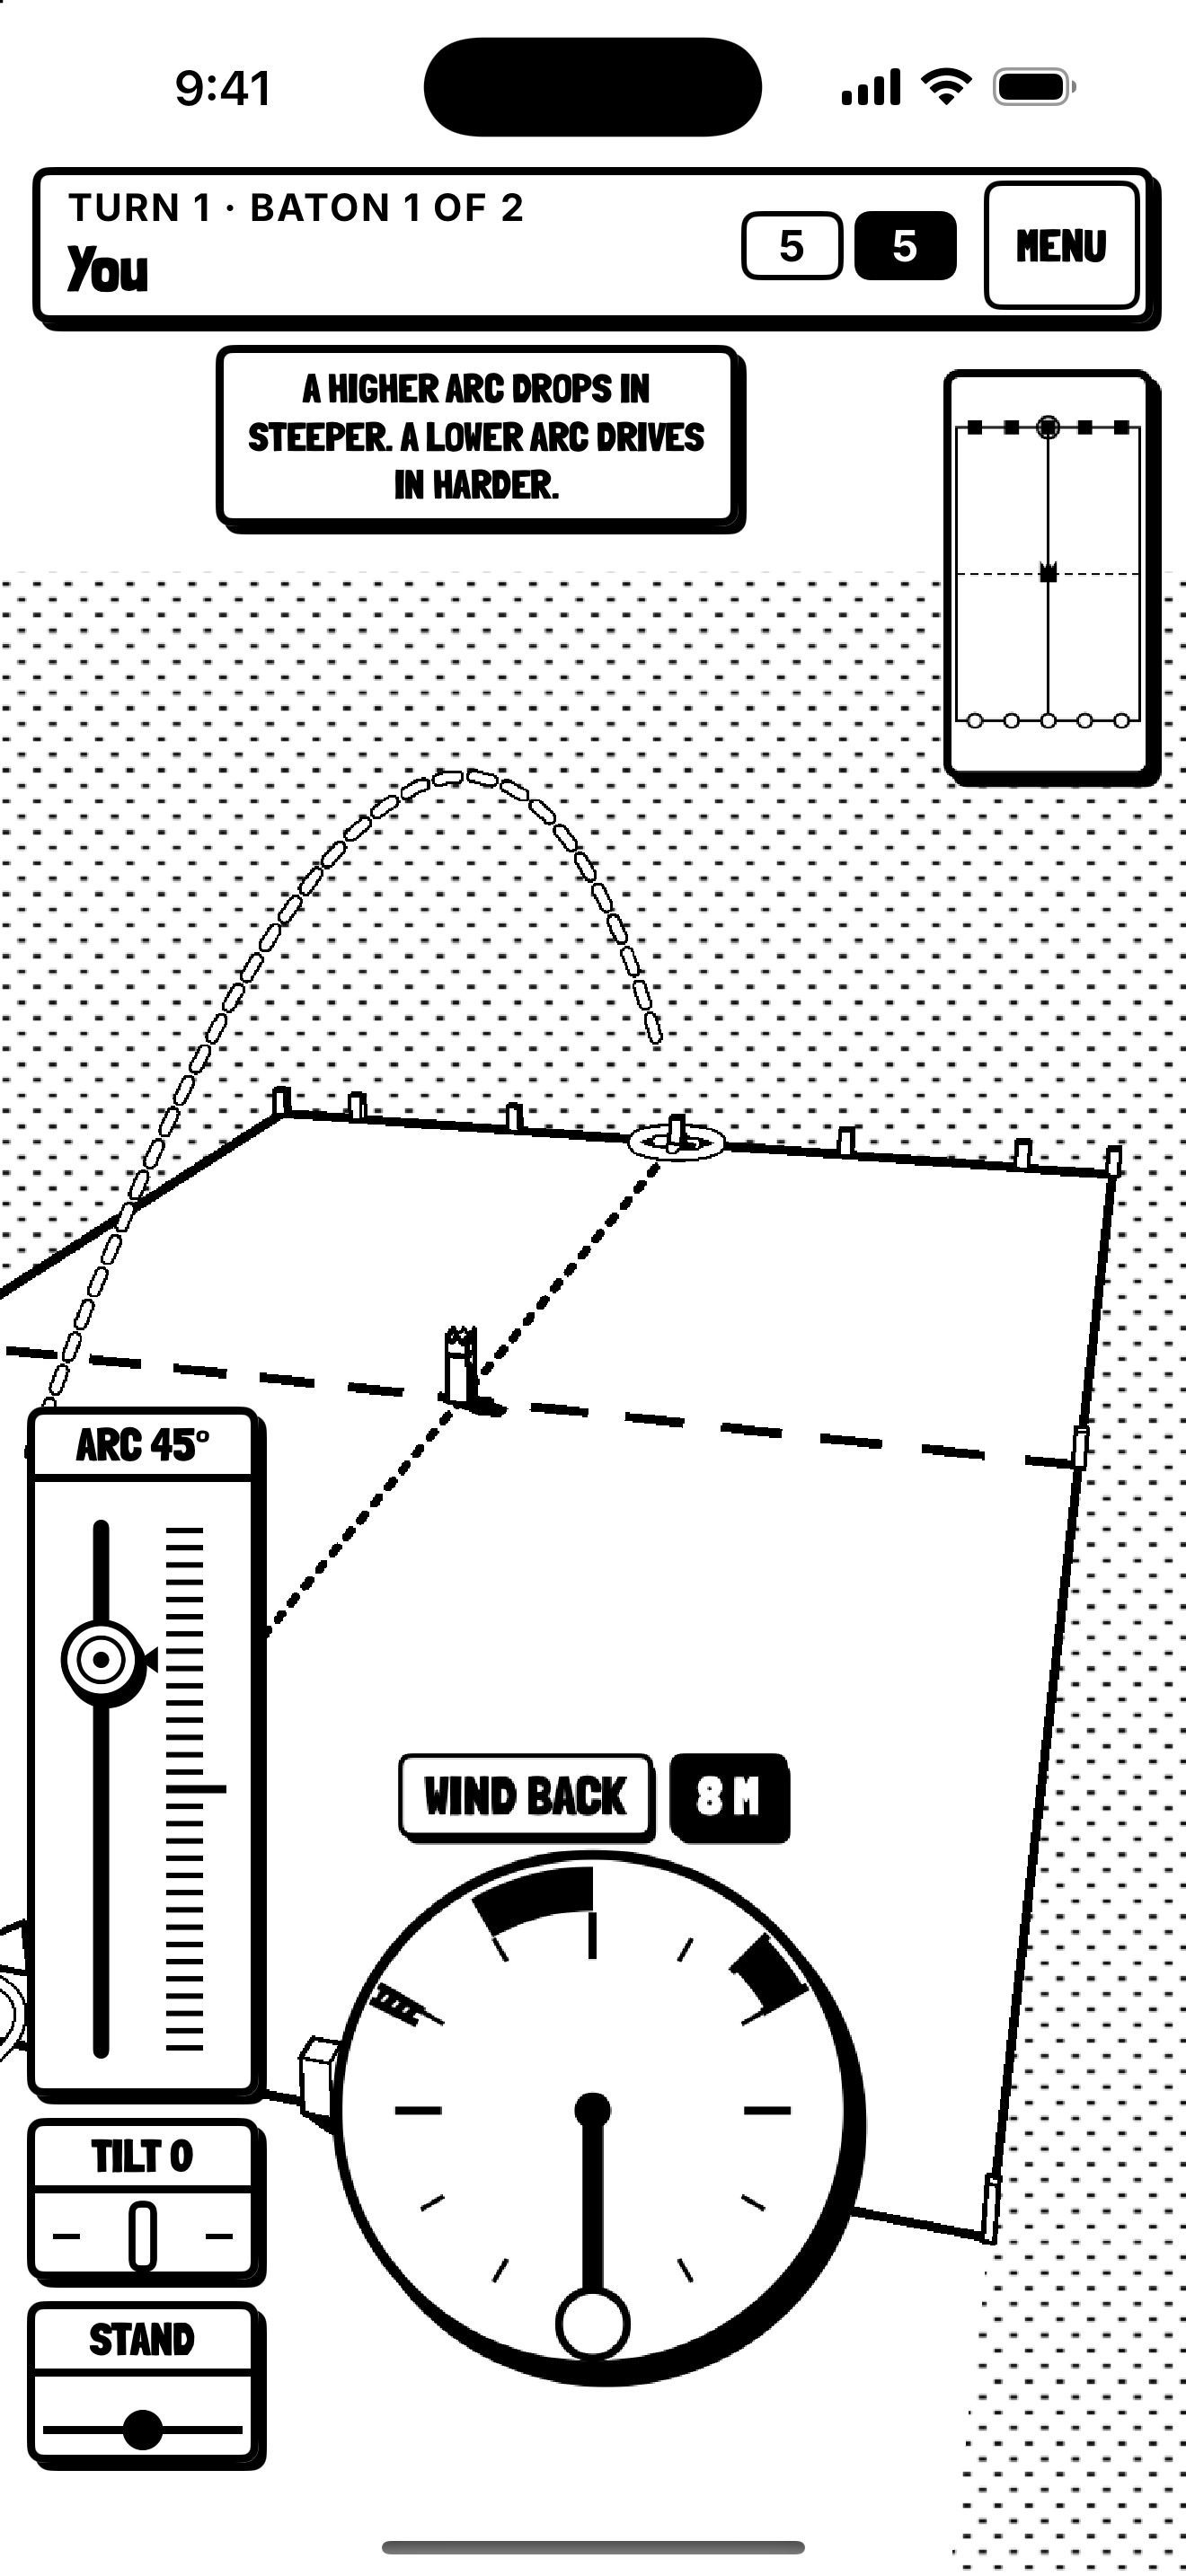 9:41
TURN 1 · BATON 1 OF 2
You
5 5
MENU
A HIGHER ARC DROPS IN
STEEPER. A LOWER ARC DRIVES
IN HARDER.
ARC 45°
WIND BACK
8 M
TILT 0
STAND